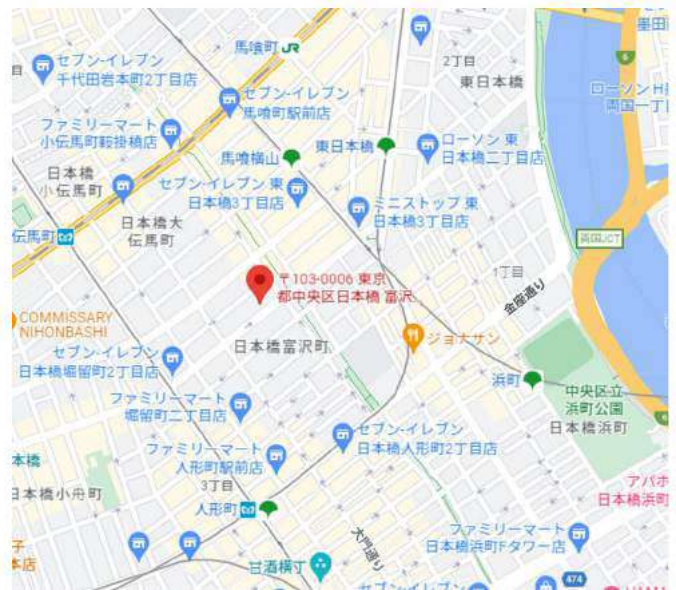 馬喰町 JR
セブン-イレブン
千代田岩本町2丁目店
2丁目
東日本橋
6
墨田
ローソン H
両国一丁
セブン-イレブン
馬喰町駅前店
ファミリーマート
小伝馬町鞍掛橋店
馬喰横山
東日本橋
ローソン 東
日本橋二丁目店
日本橋
小伝馬町
セブン-イレブン 東
日本橋3丁目店
ミニストップ 東
日本橋3丁目店
日本橋大
伝馬町
伝馬町
両国JCT
1丁目
金座通り
〒103-0006 東京
都中央区日本橋 富沢
COMMISSARY
NIHONBASHI
ジョナサン
日本橋富沢町
セブン-イレブン
日本橋堀留町2丁目店
浜町
中央区立
浜町公園
日本橋浜町
6
ファミリーマート
堀留町二丁目店
セブン-イレブン
日本橋人形町2丁目店
ファミリーマート
人形町駅前店
本橋
3丁目
アパホ
日本橋浜町
日本橋小舟町
人形町
大門通り
ファミリーマート
日本橋浜町Fタワー店
子
本店
甘酒横丁
474
セブン-イレブン